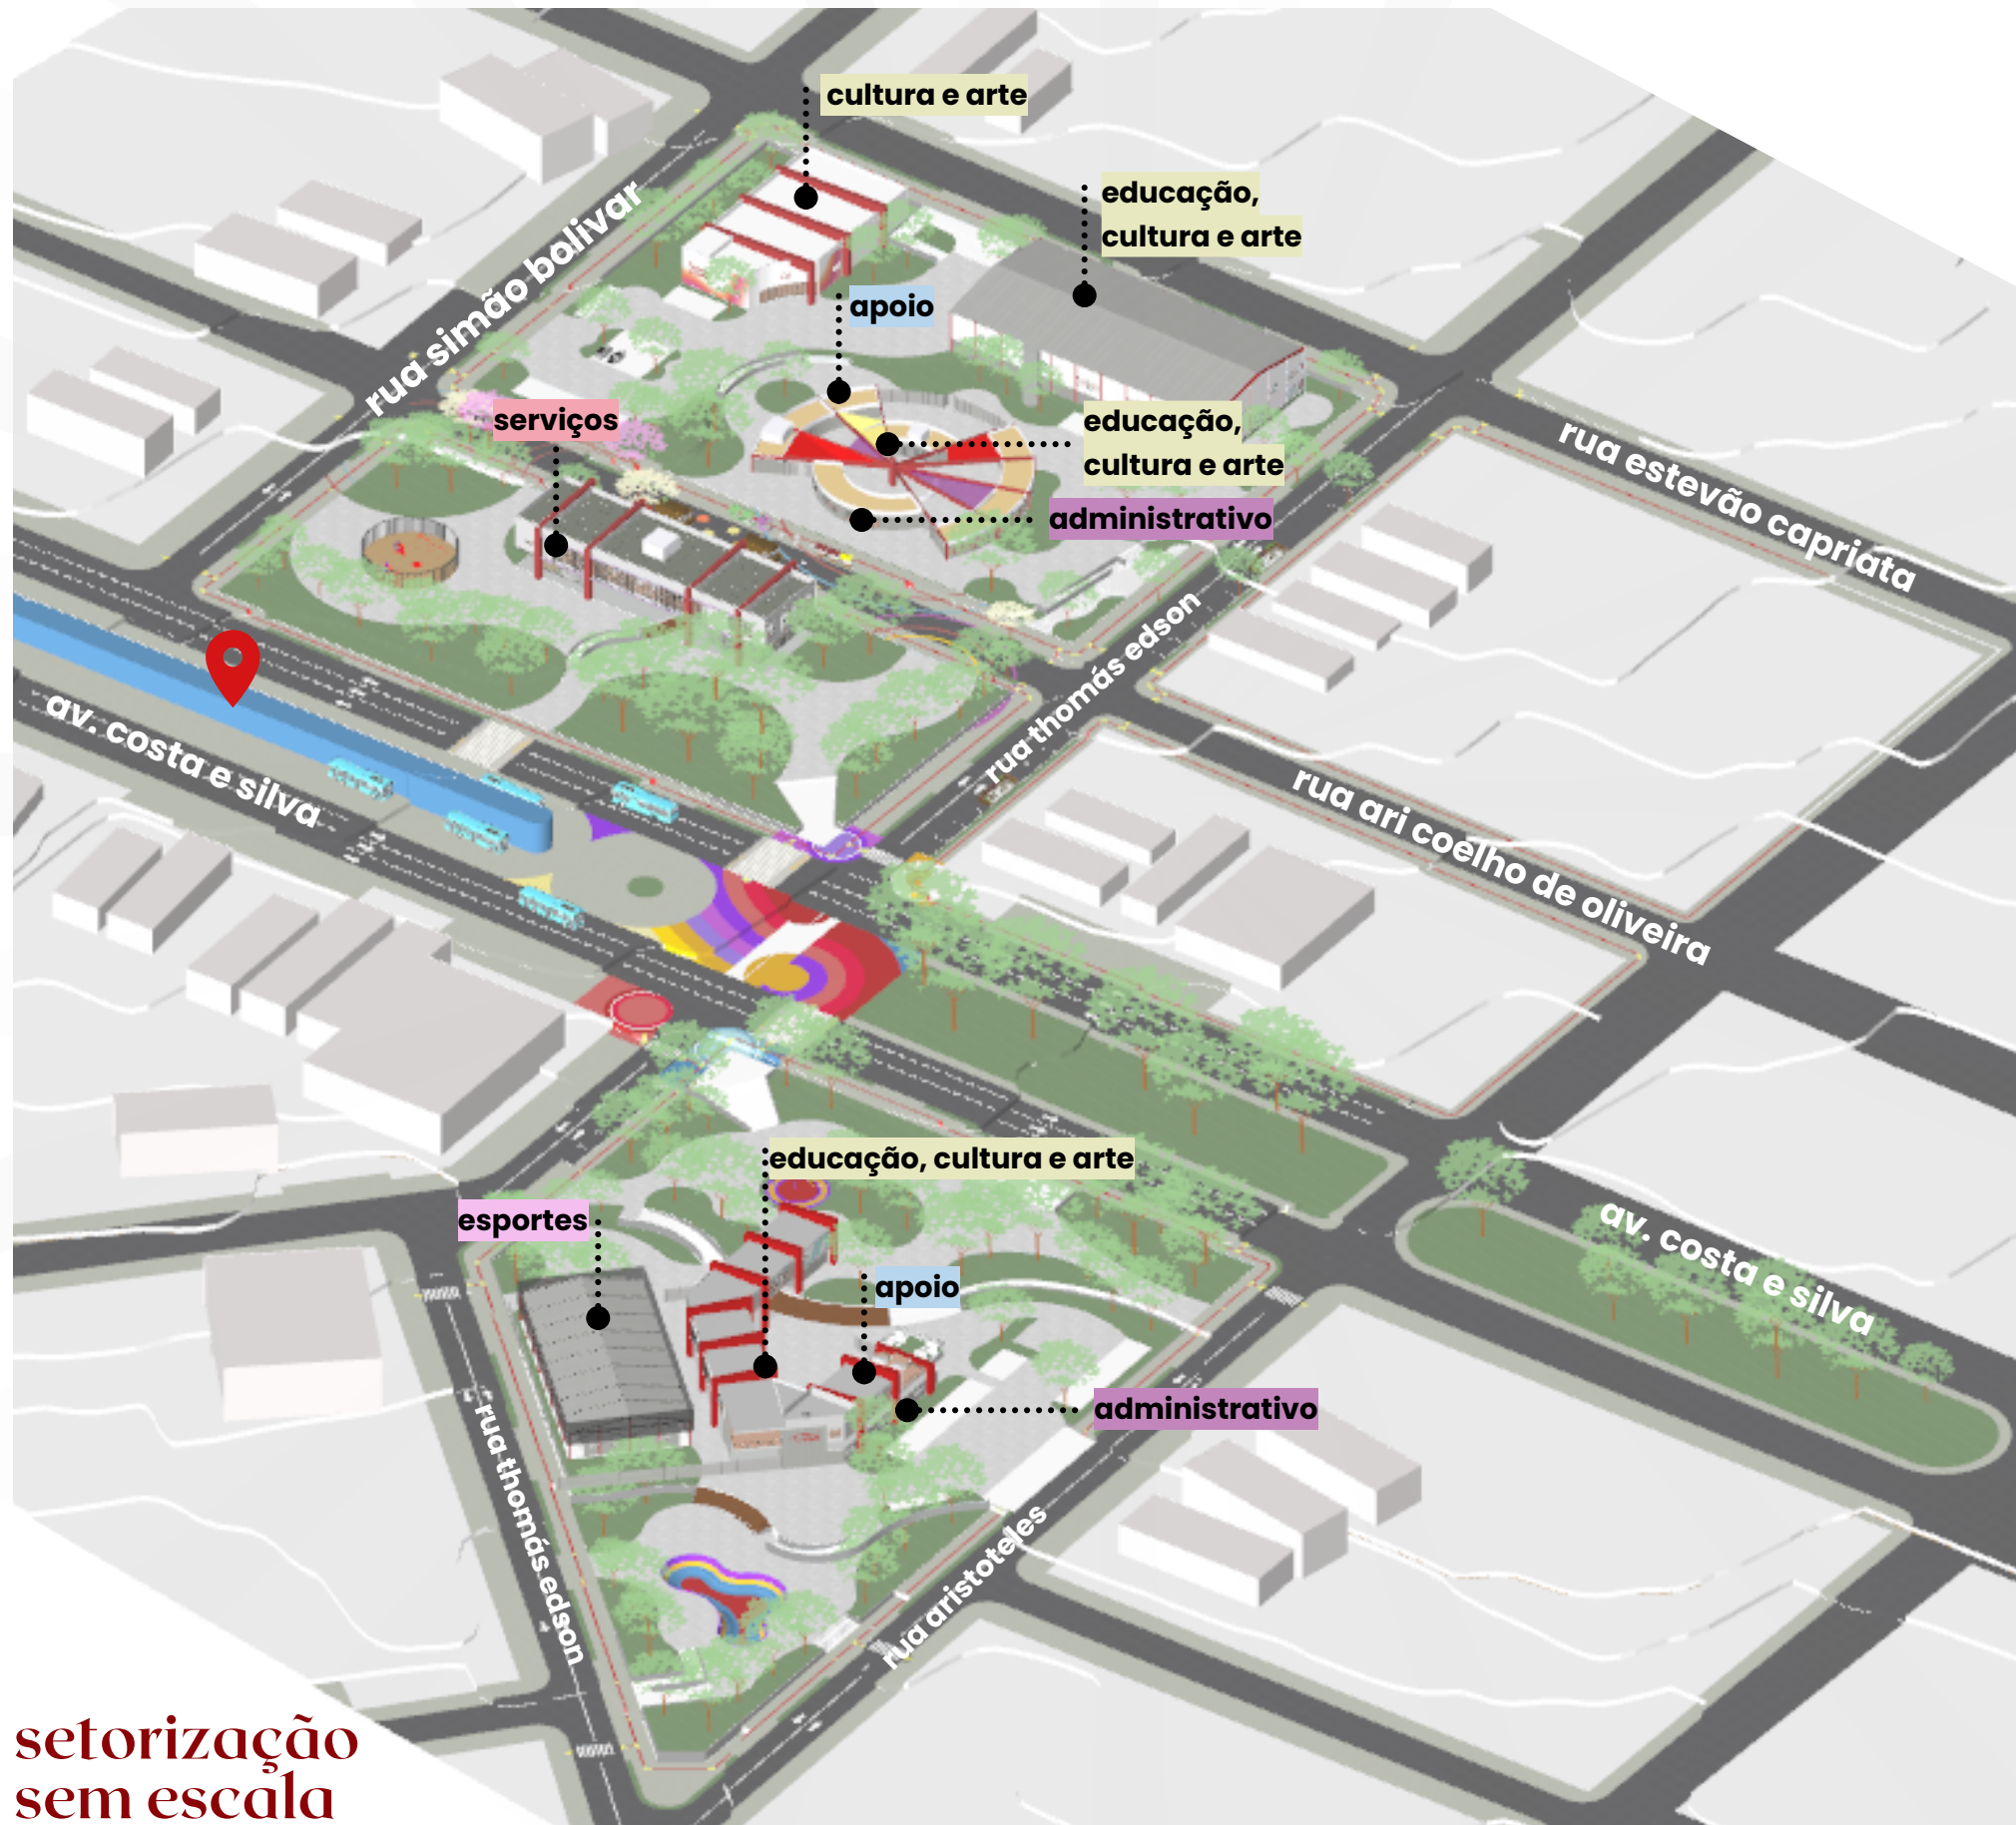 cultura e arte
educação,
cultura e arte
rua simão bolivar
apoio
serviços
educação,
cultura e arte
administrativo
rua estevão capriata
rua thomás edson
av. costa e silva
rua ari coelho de oliveira
educação, cultura e arte
esportes
apoio
av. costa e silva
administrativo
rua thomás edson
rua aristoteles
setorização
sem escala